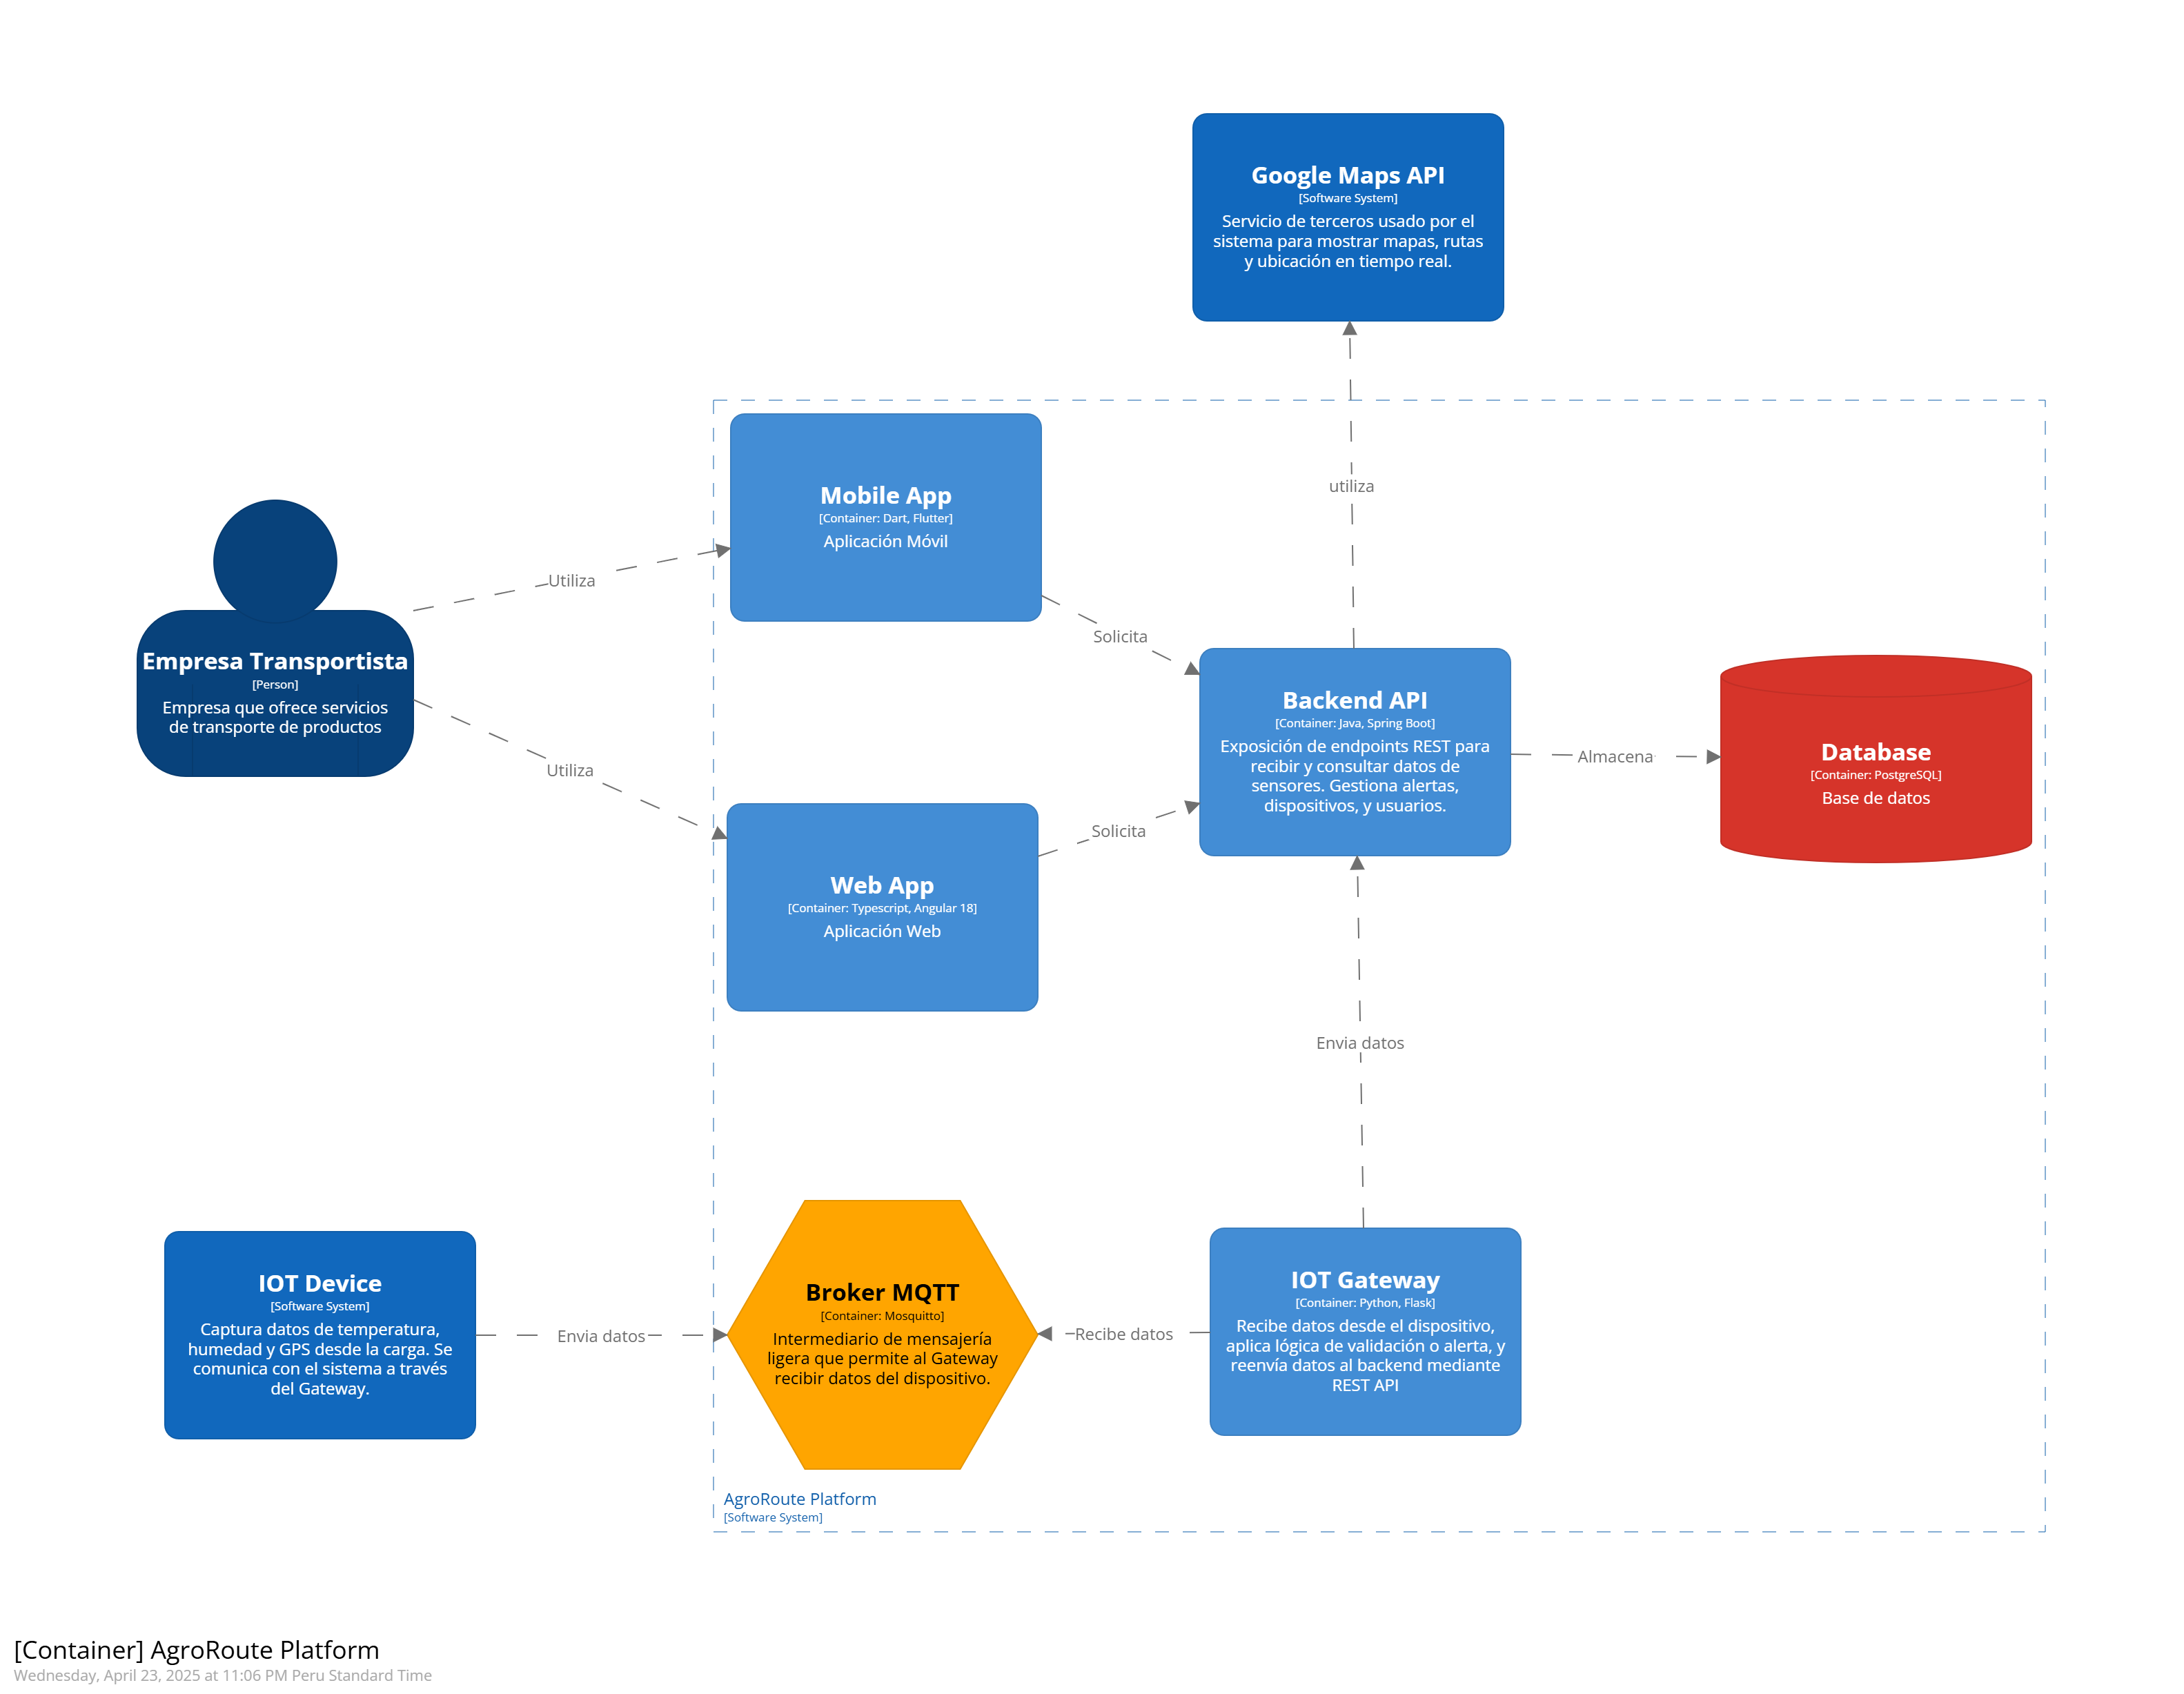 Google Maps API
[Software System]
Servicio de terceros usado por el
sistema para mostrar mapas, rutas
y ubicación en tiempo real.
utiliza
Mobile App
[Container: Dart, Flutter]
Aplicación Móvil
Utiliza
Solicita
Empresa Transportista
[Person]
Empresa que ofrece servicios
de transporte de productos
Utiliza
Backend API
[Container: Java, Spring Boot]
Exposición de endpoints REST para
recibir y consultar datos de
sensores. Gestiona alertas,
dispositivos, y usuarios.
Almacena
Database
[Container: PostgreSQL]
Base de datos
Solicita
Web App
[Container: Typescript, Angular 18]
Aplicación Web
Envia datos
IOT Device
[Software System]
Captura datos de temperatura,
humedad y GPS desde la carga. Se
comunica con el sistema a través
del Gateway.
Envia datos
Broker MQTT
[Container: Mosquitto]
Intermediario de mensajería
ligera que permite al Gateway
recibir datos del dispositivo.
Recibe datos
IOT Gateway
[Container: Python, Flask]
Recibe datos desde el dispositivo,
aplica lógica de validación o alerta, y
reenvía datos al backend mediante
REST API
AgroRoute Platform
[Software System]
[Container] AgroRoute Platform
Wednesday, April 23, 2025 at 11:06 PM Peru Standard Time